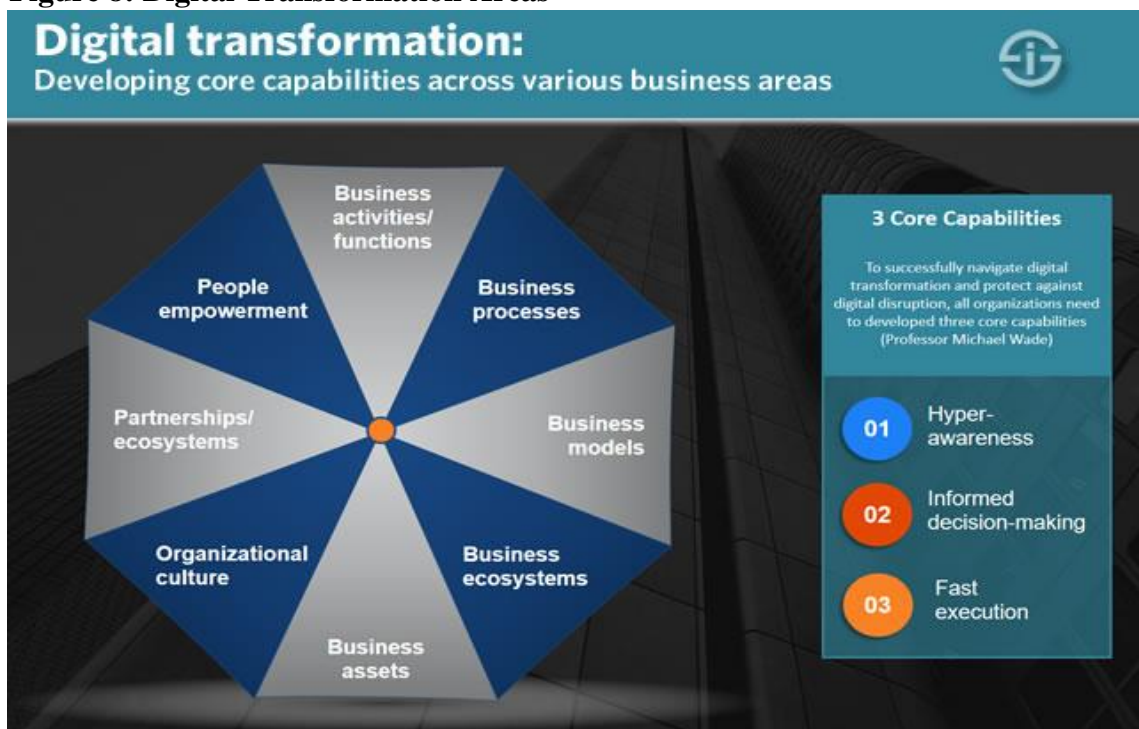 Figure 8: Digital Transformation Areas
Digital transformation:
Developing core capabilities across various business areas
Business
activities/
functions
Business
processes
Business
models
Business
ecosystems
Business
assets
Organizational
culture
Partnerships/
ecosystems
People
empowerment
3 Core Capabilities
To successfully navigate digital
transformation and protect against
digital disruption, all organizations need
to developed three core capabilities
(Professor Michael Wade)
01
Hyper-
awareness
02
Informed
decision-making
03
Fast
execution